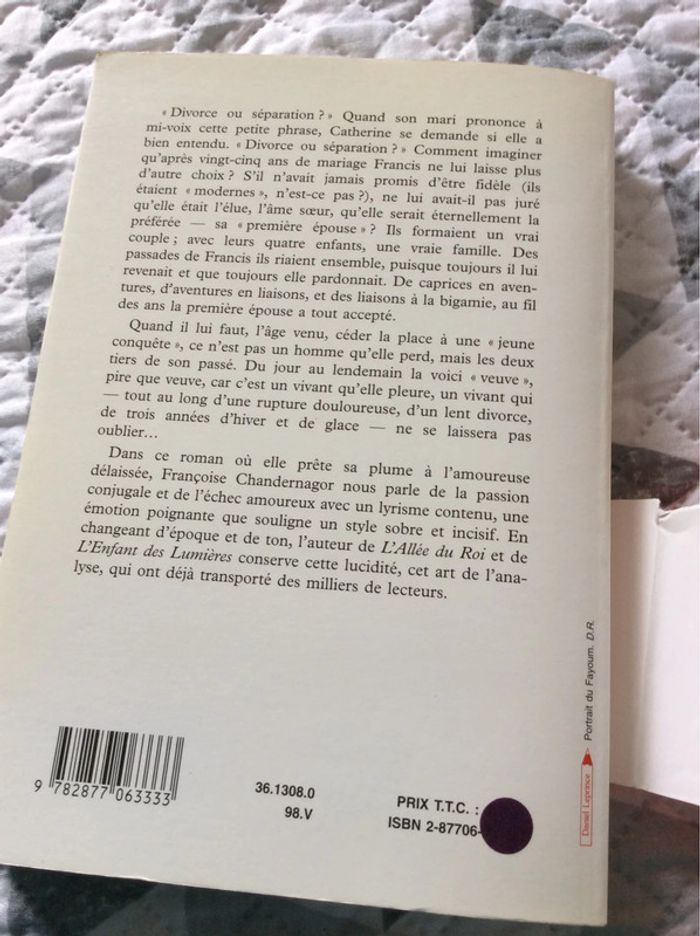 « Divorce ou séparation ? » Quand son mari prononce à
mi-voix cette petite phrase, Catherine se demande si elle a
bien entendu. « Divorce ou séparation ? » Comment imaginer
qu'après vingt-cinq ans de mariage Francis ne lui laisse plus
d'autre choix ? S'il n'avait jamais promis d'être fidèle (ils
étaient « modernes », n'est-ce pas ?), ne lui avait-il pas juré
qu'elle était l'élue, l'âme sœur, qu'elle serait éternellement la
préférée — sa « première épouse » ? Ils formaient un vrai
couple ; avec leurs quatre enfants, une vraie famille. Des
passades de Francis ils riaient ensemble, puisque toujours il lui
revenait et que toujours elle pardonnait. De caprices en aven-
tures, d'aventures en liaisons, et des liaisons à la bigamie, au fil
des ans la première épouse a tout accepté.
Quand il lui faut, l'âge venu, céder la place à une « jeune
conquête », ce n'est pas un homme qu'elle perd, mais les deux
tiers de son passé. Du jour au lendemain la voici « veuve »,
pire que veuve, car c'est un vivant qu'elle pleure, un vivant qui
— tout au long d'une rupture douloureuse, d'un lent divorce,
de trois années d'hiver et de glace — ne se laissera pas
oublier...
Dans ce roman où elle prête sa plume à l'amoureuse
délaissée, Françoise Chandernagor nous parle de la passion
conjugale et de l'échec amoureux avec un lyrisme contenu, une
émotion poignante que souligne un style sobre et incisif. En
changeant d'époque et de ton, l'auteur de L'Allée du Roi et de
L'Enfant des Lumières conserve cette lucidité, cet art de l'ana-
lyse, qui ont déjà transporté des milliers de lecteurs.
9 782877 063333
36.1308.0
98.V
PRIX T.T.C. :
ISBN 2-87706-
Daniel Leprince
Portrait du Fayoum. D.R.